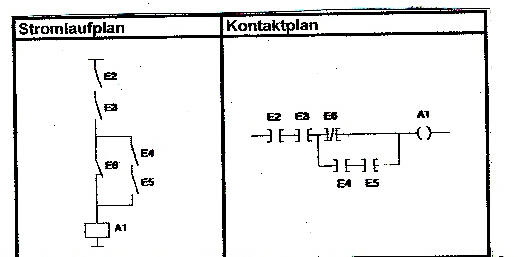 Stromlaufplan
Kontaktplan
E2
E3
E6
E4
E5
A1
E2 E3 E6 A1
E4 E5